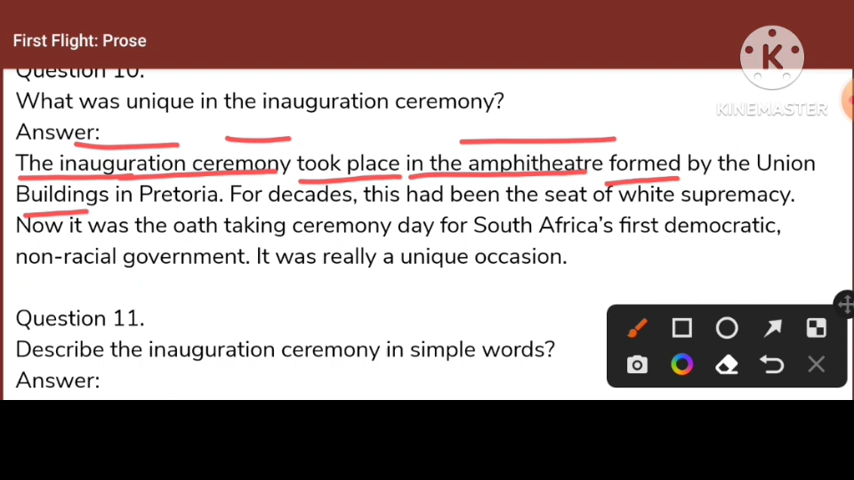 First Flight: Prose
K
KINEMASTER
Question 10.
What was unique in the inauguration ceremony?
Answer:
The inauguration ceremony took place in the amphitheatre formed by the Union
Buildings in Pretoria. For decades, this had been the seat of white supremacy.
Now it was the oath taking ceremony day for South Africa's first democratic,
non-racial government. It was really a unique occasion.
Question 11.
Describe the inauguration ceremony in simple words?
Answer: